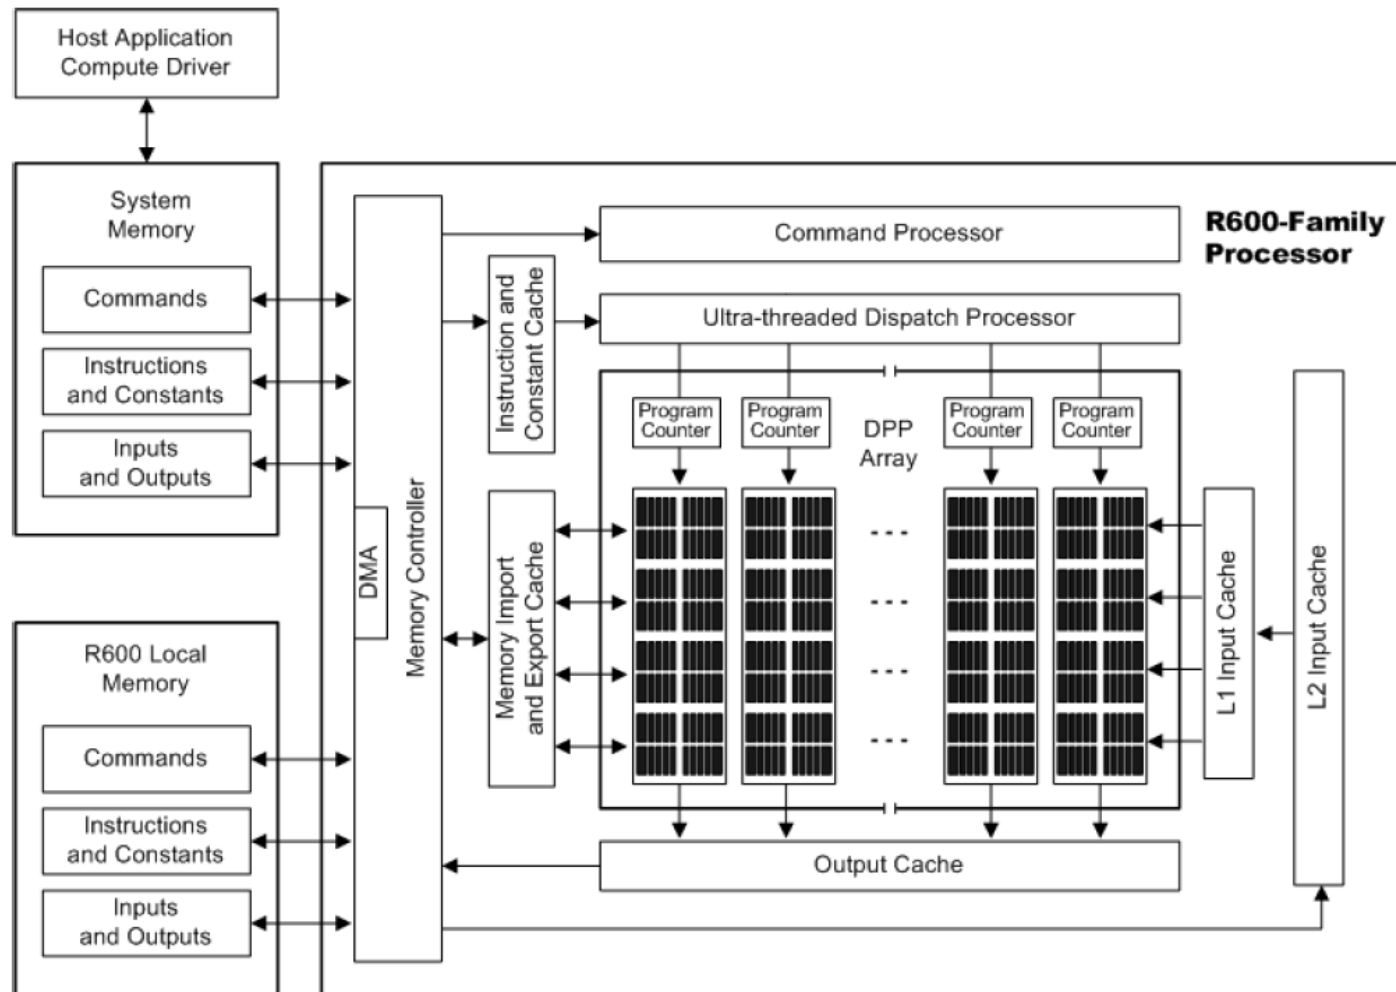 Host Application
Compute Driver
System
Memory
Commands
Instructions
and Constants
Inputs
and Outputs
R600 Local
Memory
Commands
Instructions
and Constants
Inputs
and Outputs
DMA
Memory Controller
Command Processor
R600-Family
Processor
Instruction and
Constant Cache
Ultra-threaded Dispatch Processor
Program
Counter
Program
Counter
DPP
Array
Program
Counter
Program
Counter
Memory Import
and Export Cache
L1 Input Cache
L2 Input Cache
Output Cache